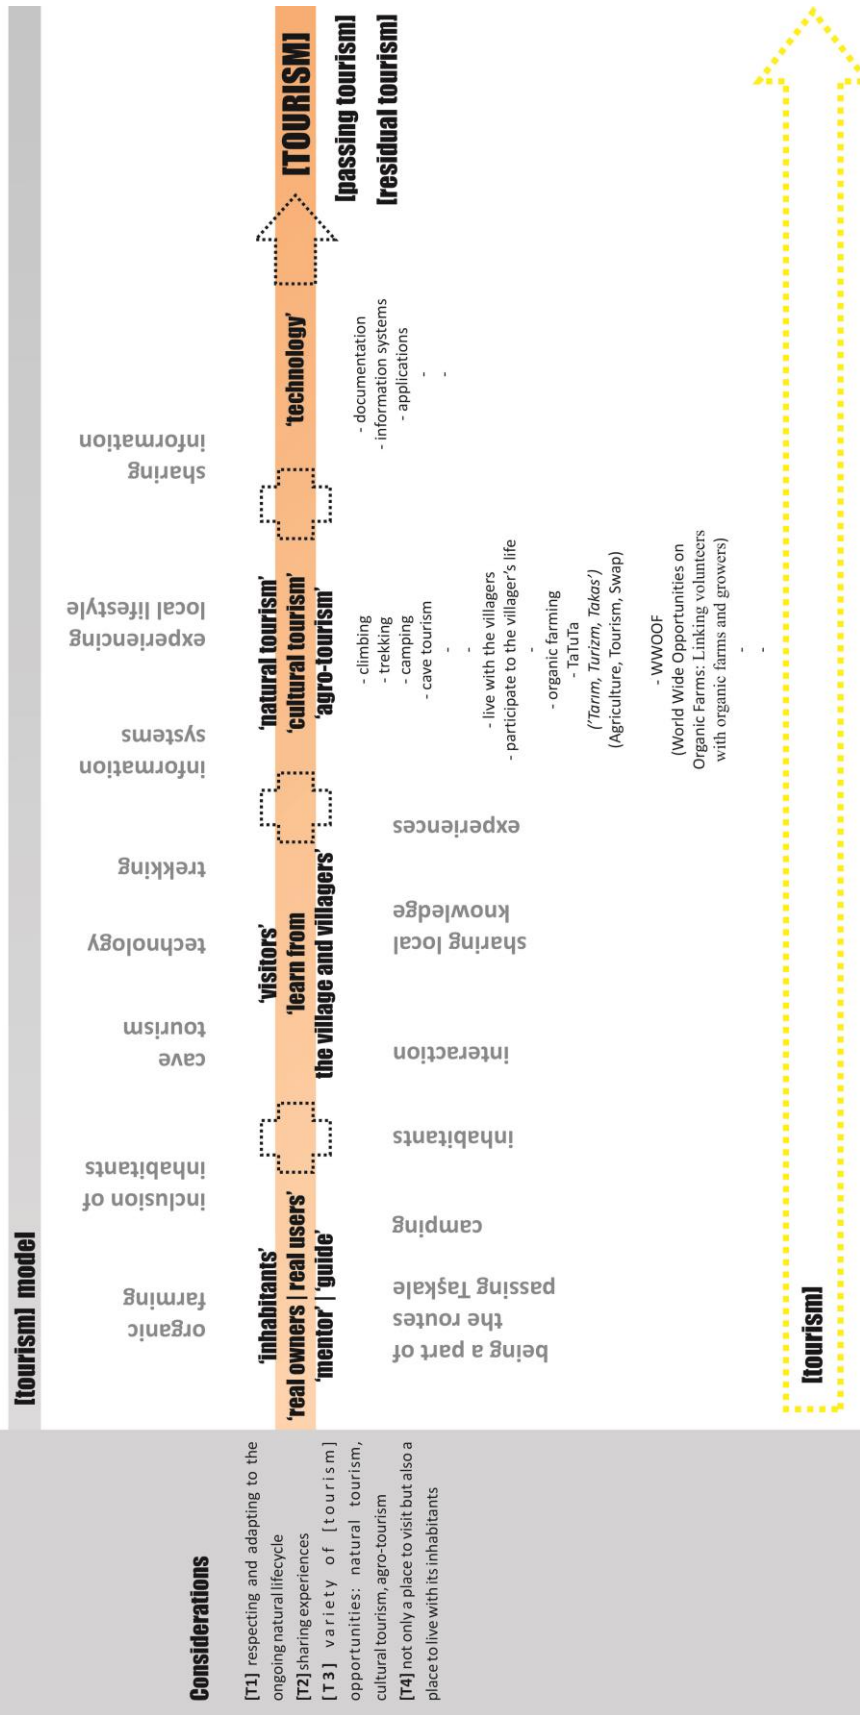 [tourism] model
Considerations
[T1] respecting and adapting to the
ongoing natural lifecycle
[T2] sharing experiences
[T3] variety of [tourism]
opportunities: natural tourism,
cultural tourism, agro-tourism
[T4] not only a place to visit but also a
place to live with its inhabitants
organic
farming
inclusion of
inhabitants
cave
tourism
technology
trekking
information
systems
experiencing
local lifestyle
sharing
information
'inhabitants'
'real owners | real users'
'mentor' | 'guide'
'visitors'
'learn from
the village and villagers'
'natural tourism'
'cultural tourism'
'agro-tourism'
'technology'
[TOURISM]
[passing tourism]
[residual tourism]
being a part of
the routes
passing Taşkale
camping
inhabitants
interaction
sharing local
knowledge
experiences
- climbing
- trekking
- camping
- cave tourism
-
-
- live with the villagers
- participate to the villager's life
-
- organic farming
- TaTuTa
('Tarım, Turizm, Takas')
(Agriculture, Tourism, Swap)
- WWOOF
(World Wide Opportunities on
Organic Farms: Linking volunteers
with organic farms and growers)
-
-
- documentation
- information systems
- applications
-
-
[tourism]